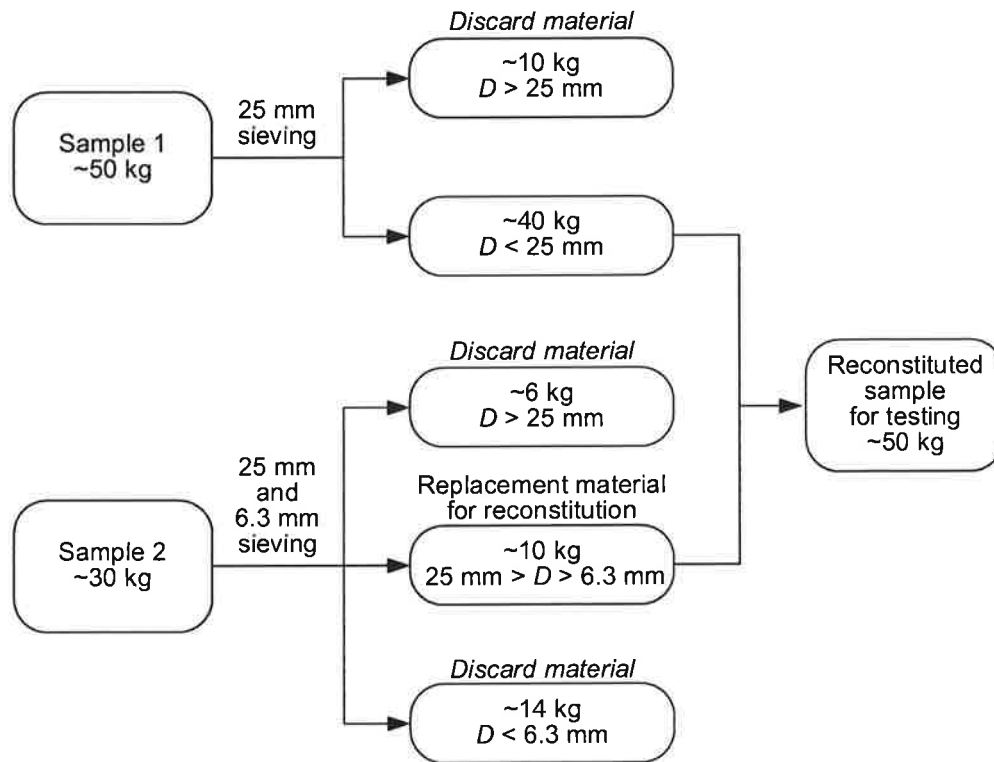 Discard material
~10 kg
D > 25 mm
25 mm
sieving
Sample 1
~50 kg
~40 kg
D < 25 mm
Discard material
~6 kg
D > 25 mm
Reconstituted
sample
for testing
~50 kg
25 mm
and
6.3 mm
sieving
Replacement material
for reconstitution
Sample 2
~30 kg
~10 kg
25 mm > D > 6.3 mm
Discard material
~14 kg
D < 6.3 mm